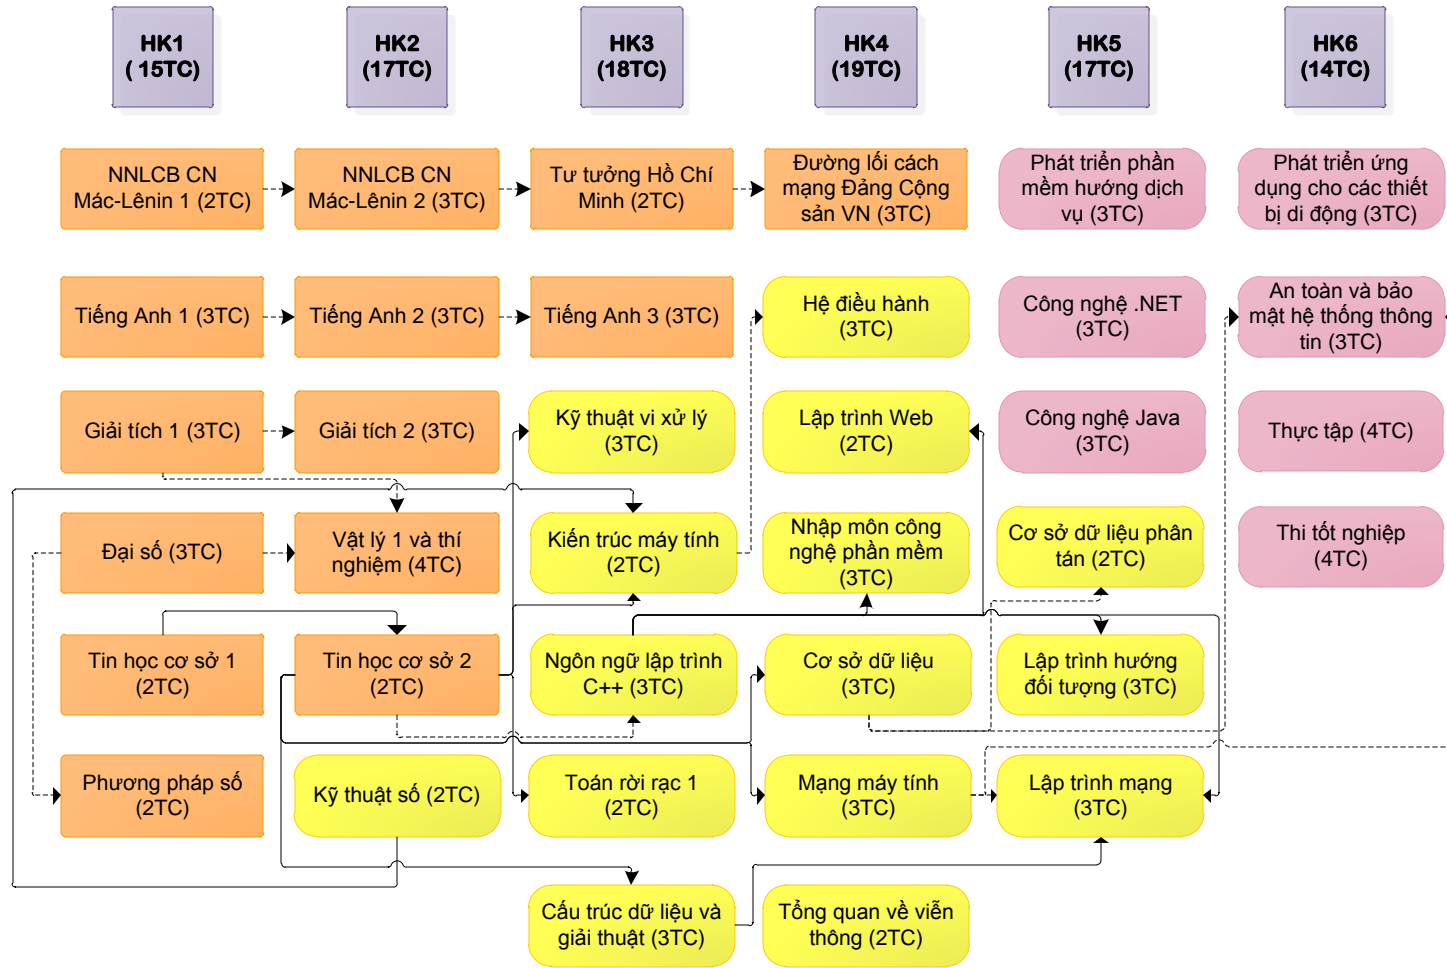 HK1
( 15TC)
HK2
(17TC)
HK3
(18TC)
HK4
(19TC)
HK5
(17TC)
HK6
(14TC)
NNLCB CN
Mác-Lênin 1 (2TC)
NNLCB CN
Mác-Lênin 2 (3TC)
Tư tưởng Hồ Chí
Minh (2TC)
Đường lối cách
mạng Đảng Cộng
sản VN (3TC)
Phát triển phần
mềm hướng dịch
vụ (3TC)
Phát triển ứng
dụng cho các thiết
bị di động (3TC)
Tiếng Anh 1 (3TC)
Tiếng Anh 2 (3TC)
Tiếng Anh 3 (3TC)
Hệ điều hành
(3TC)
Công nghệ .NET
(3TC)
An toàn và bảo
mật hệ thống thông
tin (3TC)
Giải tích 1 (3TC)
Giải tích 2 (3TC)
Kỹ thuật vi xử lý
(3TC)
Lập trình Web
(2TC)
Công nghệ Java
(3TC)
Thực tập (4TC)
Đại số (3TC)
Vật lý 1 và thí
nghiệm (4TC)
Kiến trúc máy tính
(2TC)
Nhập môn công
nghệ phần mềm
(3TC)
Cơ sở dữ liệu phân
tán (2TC)
Thi tốt nghiệp
(4TC)
Tin học cơ sở 1
(2TC)
Tin học cơ sở 2
(2TC)
Ngôn ngữ lập trình
C++ (3TC)
Cơ sở dữ liệu
(3TC)
Lập trình hướng
đối tượng (3TC)
Phương pháp số
(2TC)
Kỹ thuật số (2TC)
Toán rời rạc 1
(2TC)
Mạng máy tính
(3TC)
Lập trình mạng
(3TC)
Cấu trúc dữ liệu và
giải thuật (3TC)
Tổng quan về viễn
thông (2TC)